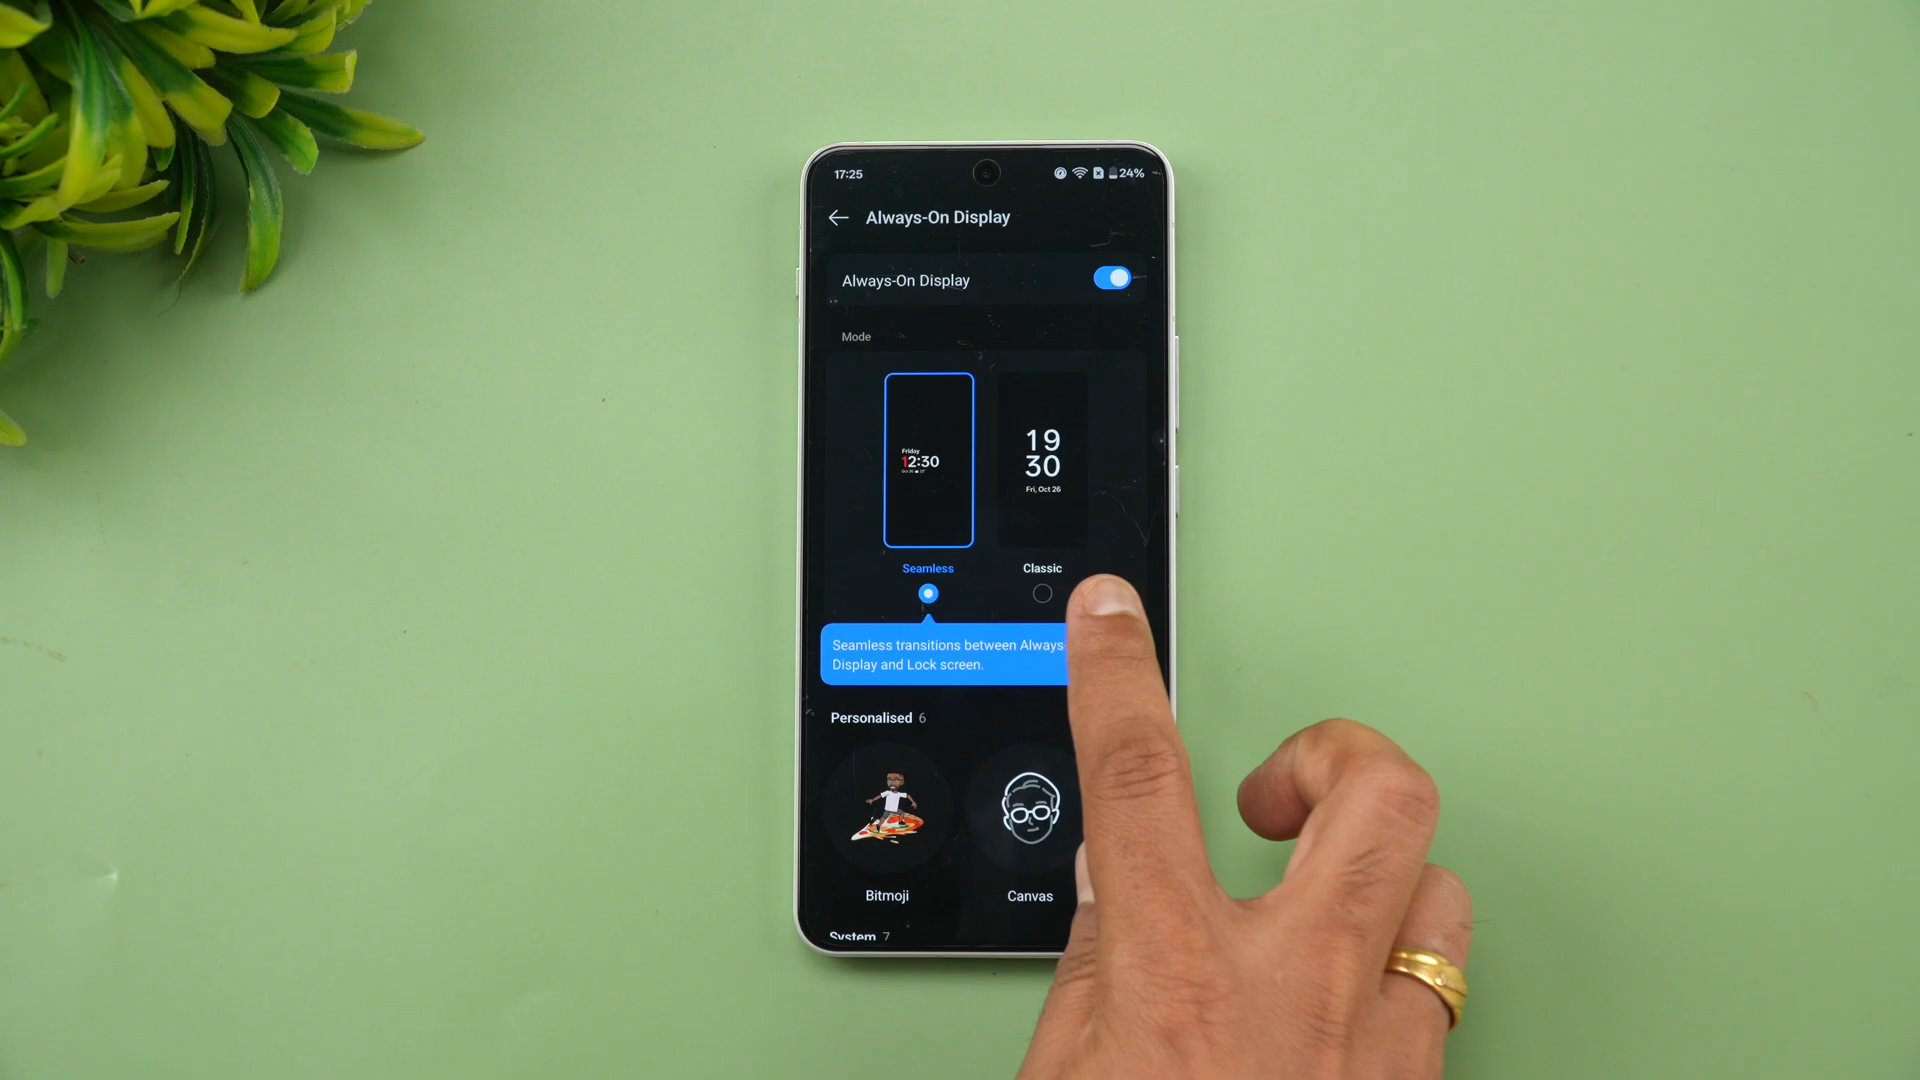 17:25
24%
Always-On Display
Always-On Display
Mode
Friday
12:30
19
30
Fri, Oct 26
Seamless
Classic
Seamless transitions between Always-
Display and Lock screen.
Personalised 6
Bitmoji
Canvas
System 7